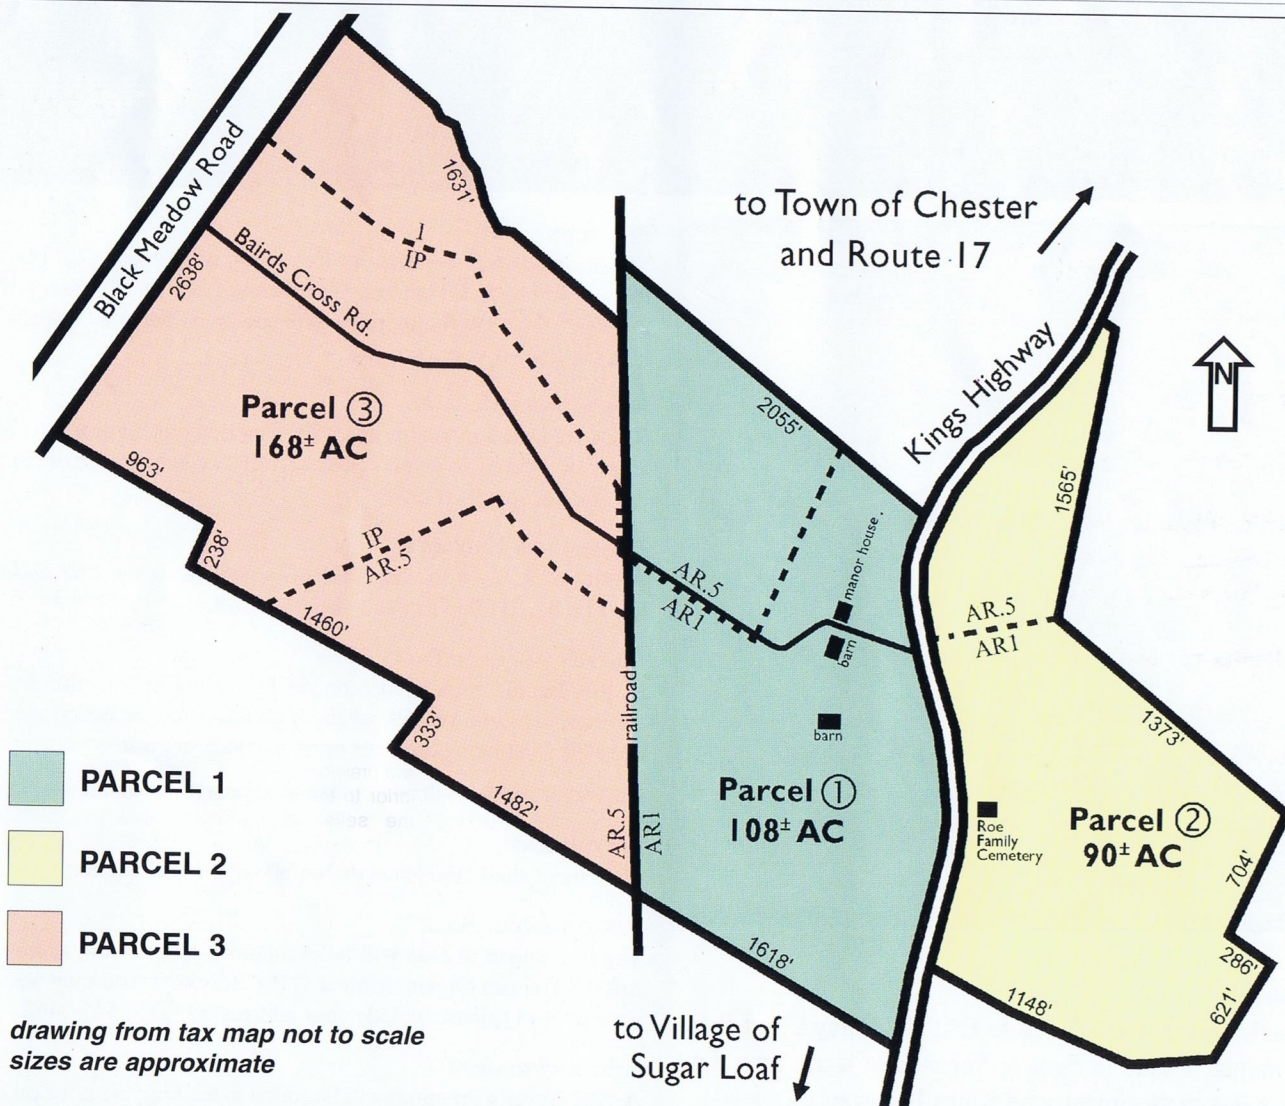 Black Meadow Road
2638'
1631'
1
IP
Bairds Cross Rd.
to Town of Chester
and Route 17
N
Kings Highway
2055'
1565'
Parcel ③
168± AC
963'
238'
IP
AR.5
1460'
333'
1482'
AR.5
AR1
manor house
barn
barn
railroad
AR.5
AR1
AR.5
AR1
1373'
Parcel ①
108± AC
Roe
Family
Cemetery
Parcel ②
90± AC
704'
286'
621'
1148'
1618'
PARCEL 1
PARCEL 2
PARCEL 3
drawing from tax map not to scale
sizes are approximate
to Village of
Sugar Loaf